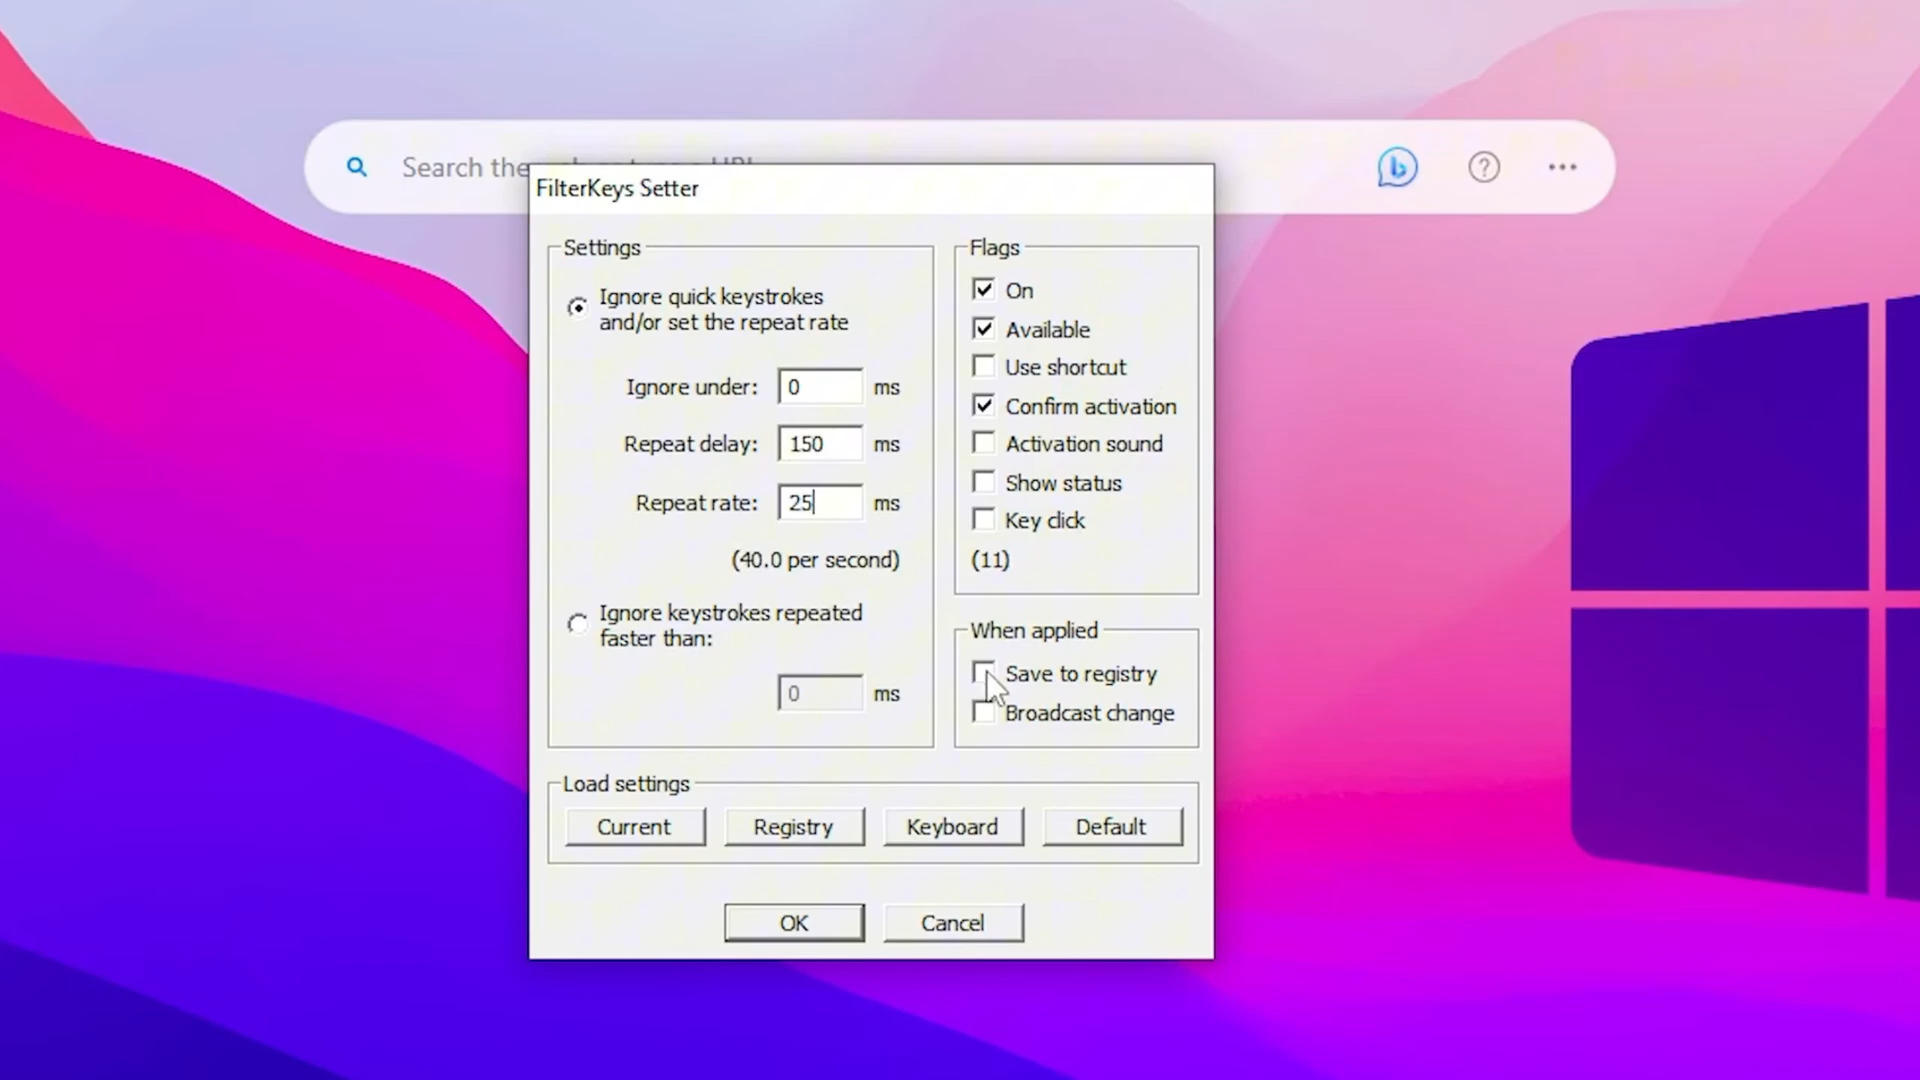 Search the
FilterKeys Setter
Settings
Ignore quick keystrokes
and/or set the repeat rate
Ignore under: 0 ms
Repeat delay: 150 ms
Repeat rate: 25 ms
(40.0 per second)
Ignore keystrokes repeated
faster than:
0 ms
Flags
On
Available
Use shortcut
Confirm activation
Activation sound
Show status
Key click
(11)
When applied
Save to registry
Broadcast change
Load settings
Current Registry Keyboard Default
OK Cancel